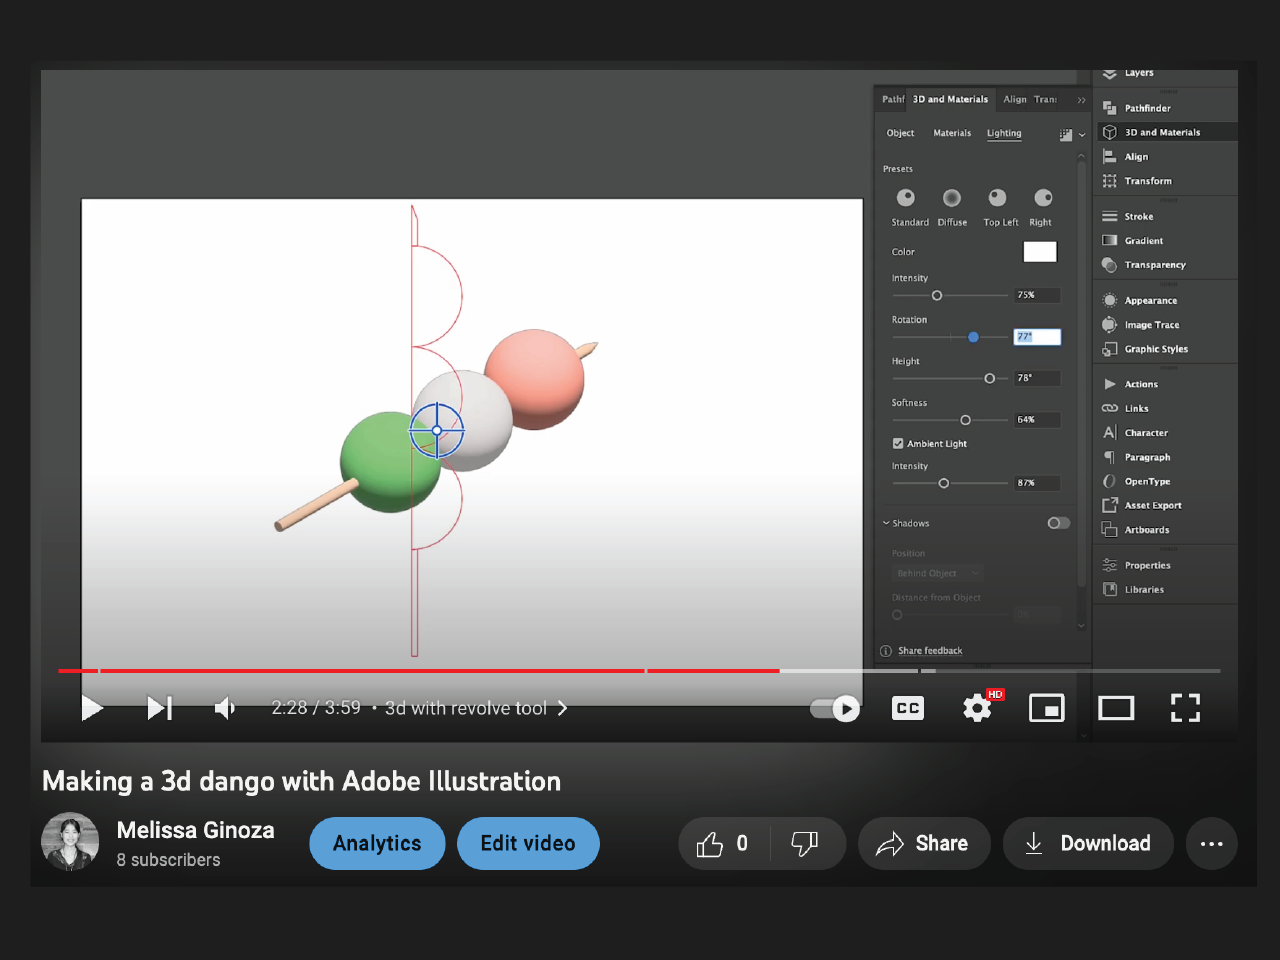 Layers
Pathf 3D and Materials Align Tran:
Pathfinder
3D and Materials
Object Materials Lighting
Align
Presets
Transform
Standard Diffuse Top Left Right
Stroke
Gradient
Color
Transparency
Intensity
75%
Appearance
Rotation
77°
Image Trace
Graphic Styles
Height
78°
Actions
Softness
64%
Links
Character
Ambient Light
Paragraph
Intensity
87%
OpenType
Asset Export
Shadows
Artboards
Position
Behind Object
Properties
Libraries
Distance from Object
0%
Share feedback
2:28 / 3:59 • 3d with revolve tool
CC
HD
Making a 3d dango with Adobe Illustration
Melissa Ginoza
8 subscribers
Analytics
Edit video
0
Share
Download